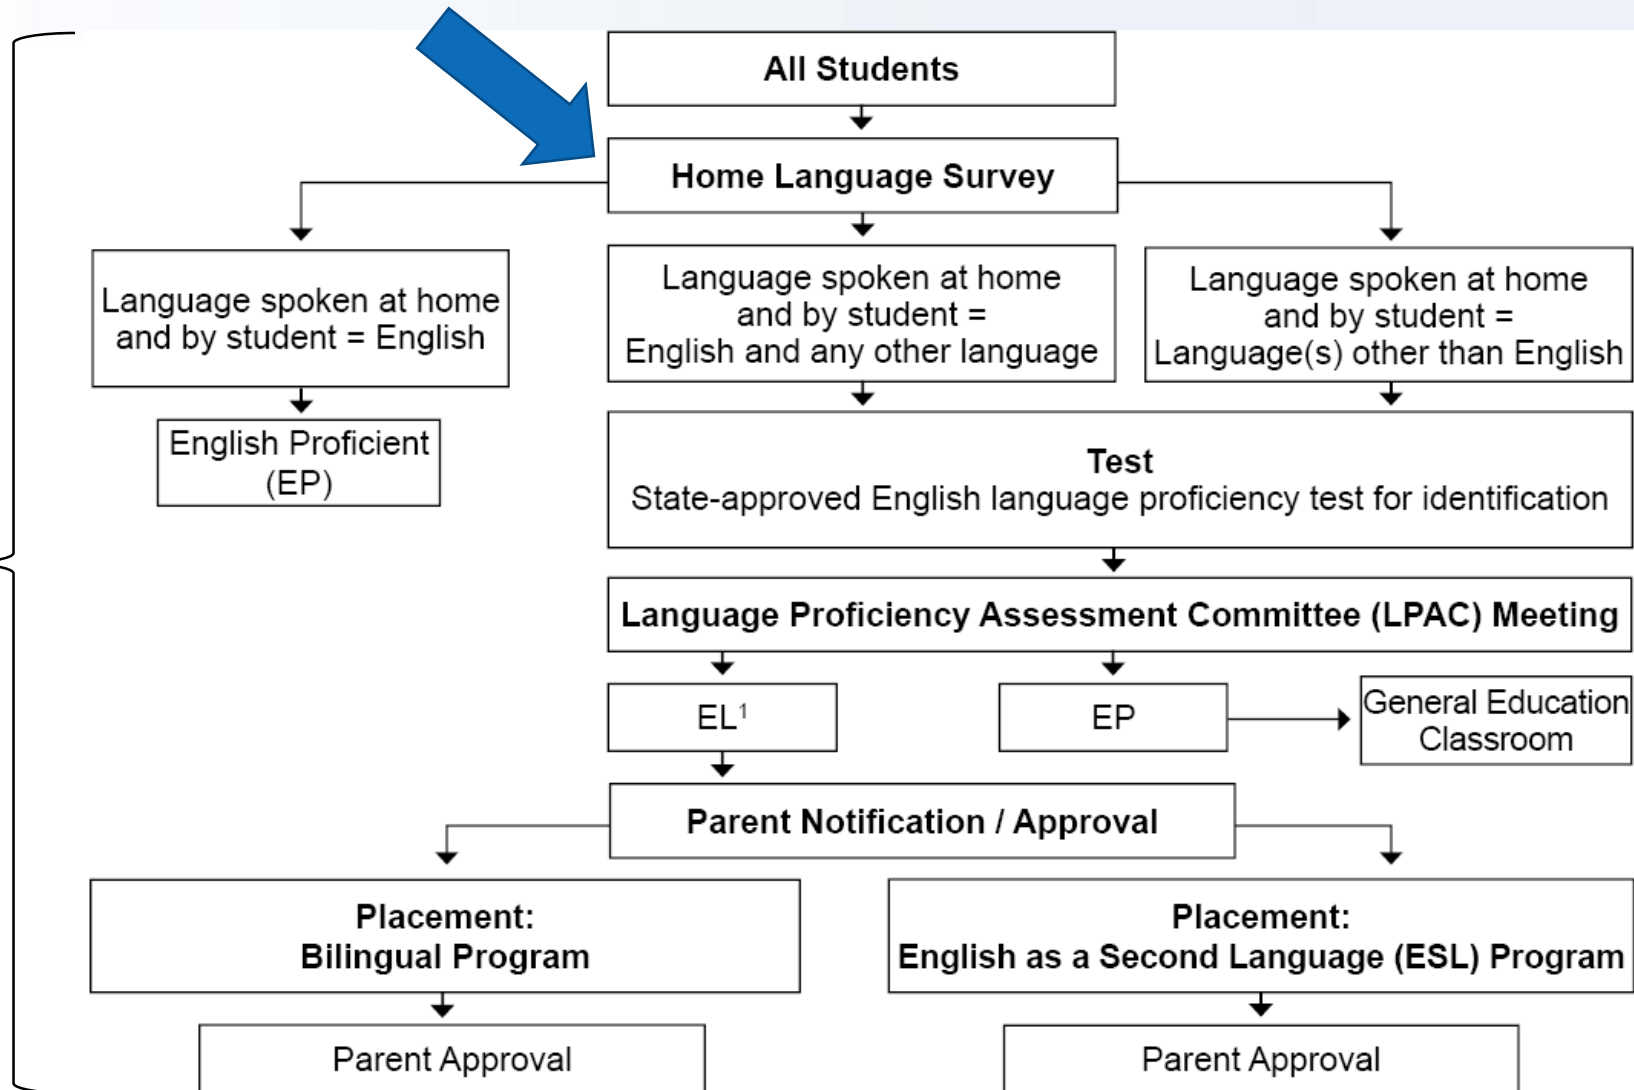 All Students
Home Language Survey
Language spoken at home
and by student = English
Language spoken at home
and by student =
English and any other language
Language spoken at home
and by student =
Language(s) other than English
English Proficient
(EP)
Test
State-approved English language proficiency test for identification
Language Proficiency Assessment Committee (LPAC) Meeting
EL¹
EP
General Education
Classroom
Parent Notification / Approval
Placement:
Bilingual Program
Placement:
English as a Second Language (ESL) Program
Parent Approval
Parent Approval